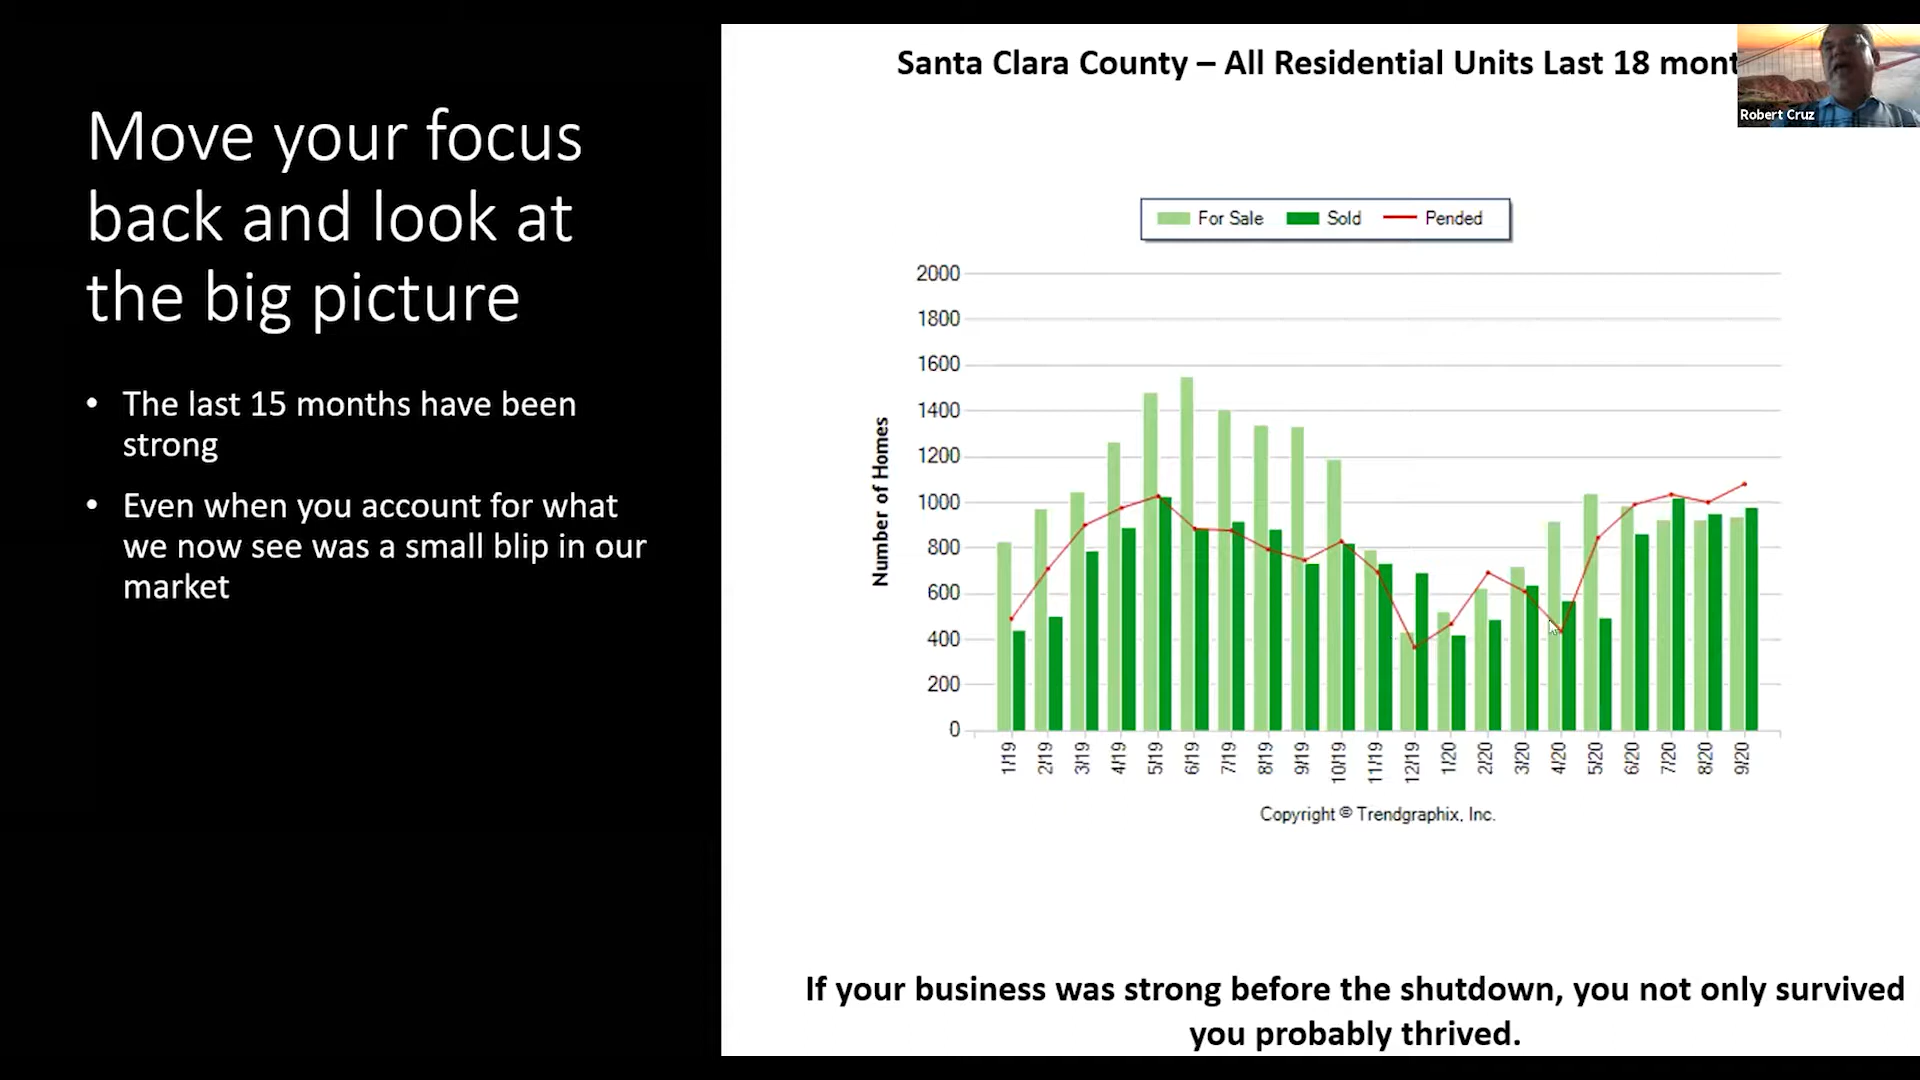 Move your focus
back and look at
the big picture
• The last 15 months have been
strong
• Even when you account for what
we now see was a small blip in our
market
Santa Clara County – All Residential Units Last 18 mont
Robert Cruz
For Sale Sold Pended
Number of Homes
2000
1800
1600
1400
1200
1000
800
600
400
200
0
1/19 2/19 3/19 4/19 5/19 6/19 7/19 8/19 9/19 10/19 11/19 12/19 1/20 2/20 3/20 4/20 5/20 6/20 7/20 8/20 9/20
Copyright © Trendgraphix, Inc.
If your business was strong before the shutdown, you not only survived
you probably thrived.